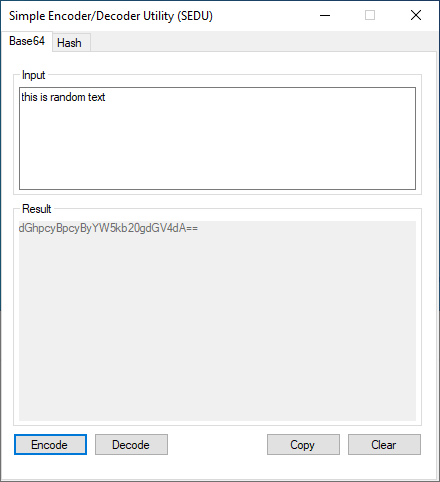 Simple Encoder/Decoder Utility (SEDU)
Base64 Hash
Input
this is random text
Result
dGhpcyBpcyByYW5kb20gdGV4dA==
Encode Decode Copy Clear